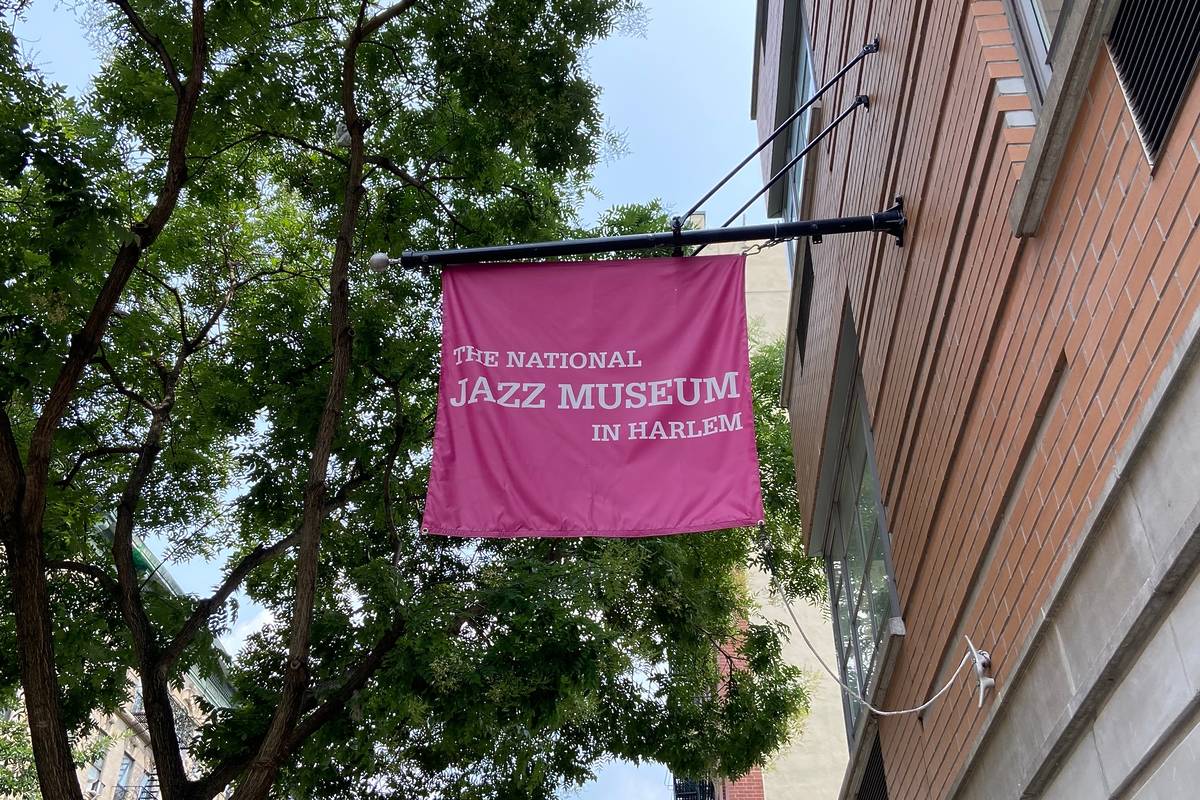 THE NATIONAL
JAZZ MUSEUM
IN HARLEM